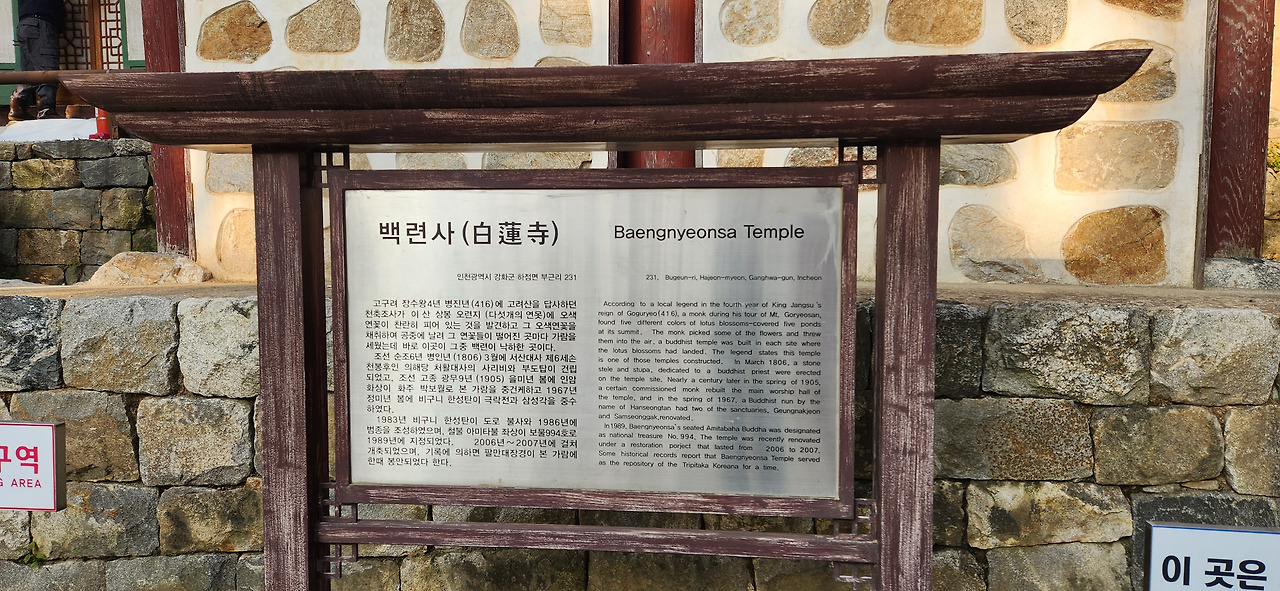 백련사(白蓮寺)
인천광역시 강화군 하점면 부근리 231
고구려 장수왕4년 병진년(416)에 고려산을 답사하던
천축조사가 이 산 상봉 오련지 (다섯개의 연못)에 오색
연꽃이 찬란히 피어 있는 것을 발견하고 그 오색연꽃을
채취하여 공중에 날려 그 연꽃들이 떨어진 곳마다 가람을
세웠는데 바로 이곳이 그중 백련이 낙하한 곳이다.
조선 순조6년 병인년(1806) 3월에 서산대사 제6세손
천봉후인 의해당 처활대사의 사리비와 부도탑이 건립
되었고, 조선 고종 광무9년 (1905) 을미년 봄에 인암
화상이 화주 박보월로 본 가람을 중건케하고 1967년
정미년 봄에 비구니 한성탄이 극락전과 삼성각을 중수
하였다.
1983년 비구니 한성탄이 도로 불사와 1986년에
범종을 조성하였으며, 철불 아미타불 좌상이 보물994호로
1989년에 지정되었다. 2006년~2007년에 걸쳐
개축되었으며, 기록에 의하면 팔만대장경이 본 가람에
한때 봉안되었다 한다.
Baengnyeonsa Temple
231, Bugeun-ri, Hajeon-myeon, Ganghwa-gun, Incheon
According to a local legend in the fourth year of King Jangsu's
reign of Goguryeo(416), a monk during his tour of Mt. Goryeosan,
found five different colors of lotus blossoms-covered five ponds
at its summit. The monk picked some of the flowers and threw
them into the air, a buddhist temple was built in each site where
the lotus blossoms had landed. The legend states this temple
is one of those temples constructed. In March 1806, a stone
stele and stupa, dedicated to a buddhist priest were erected
on the temple site. Nearly a century later in the spring of 1905,
a certain commissioned monk rebuilt the main worship hall of
the temple, and in the spring of 1967, a Buddhist nun by the
name of Hanseongtan had two of the sanctuaries, Geungnakjeon
and Samseonggak,renovated.
In 1989, Baengnyeonsa's seated Amitabaha Buddha was designated
as national treasure No. 994. The temple was recently renovated
under a restoration porject that lasted from 2006 to 2007.
Some historical records report that Baengnyeonsa Temple served
as the repository of the Tripitaka Koreana for a time.
구역
G AREA
이 곳은